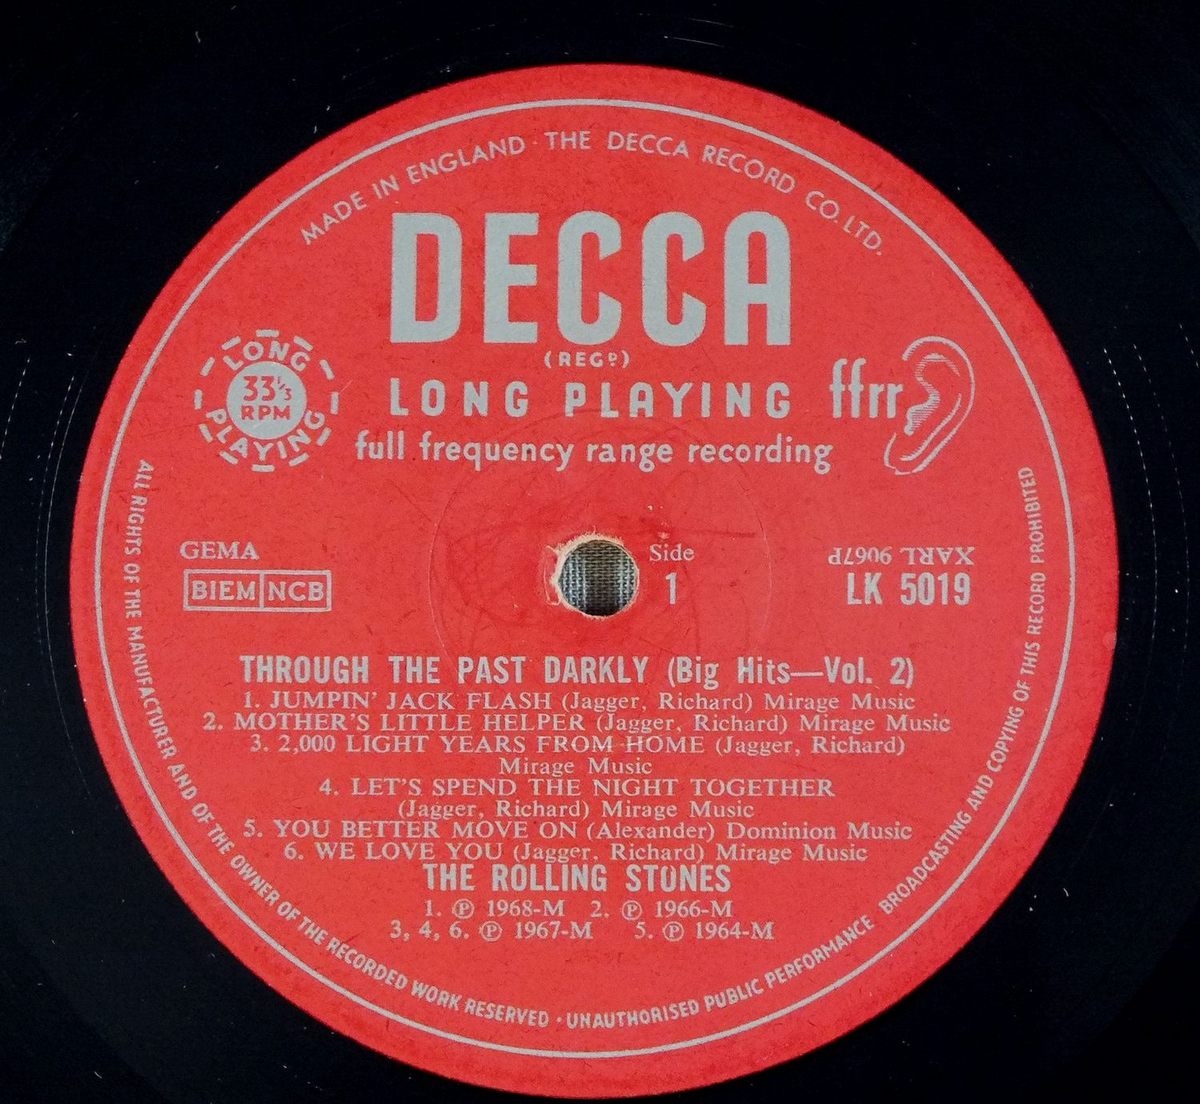 MADE IN ENGLAND · THE DECCA RECORD CO. LTD.
DECCA
(REGD)
LONG PLAYING
ffrr
full frequency range recording
LONG
33⅓
RPM
PLAYING
GEMA
BIEM NCB
Side
1
XARL 9067P
LK 5019
THROUGH THE PAST DARKLY (Big Hits—Vol. 2)
1. JUMPIN' JACK FLASH (Jagger, Richard) Mirage Music
2. MOTHER'S LITTLE HELPER (Jagger, Richard) Mirage Music
3. 2,000 LIGHT YEARS FROM HOME (Jagger, Richard)
Mirage Music
4. LET'S SPEND THE NIGHT TOGETHER
(Jagger, Richard) Mirage Music
5. YOU BETTER MOVE ON (Alexander) Dominion Music
6. WE LOVE YOU (Jagger, Richard) Mirage Music
THE ROLLING STONES
1. ℗ 1968-M 2. ℗ 1966-M
3, 4, 6. ℗ 1967-M 5. ℗ 1964-M
ALL RIGHTS OF THE MANUFACTURER AND OF THE OWNER OF THE RECORDED WORK RESERVED · UNAUTHORISED PUBLIC PERFORMANCE BROADCASTING AND COPYING OF THIS RECORD PROHIBITED